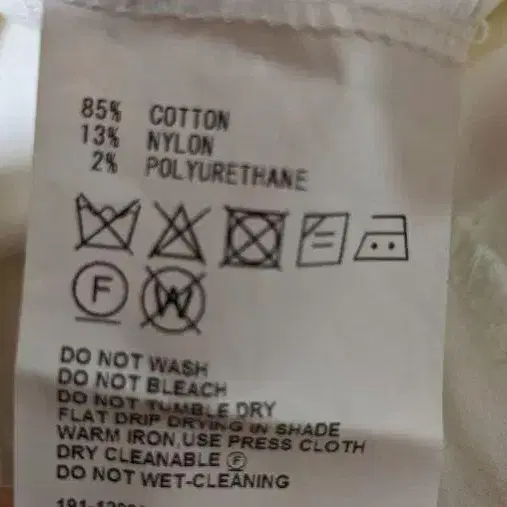 85% COTTON
13% NYLON
2% POLYURETHANE
F W
DO NOT WASH
DO NOT BLEACH
DO NOT TUMBLE DRY
FLAT DRIP DRYING IN SHADE
WARM IRON,USE PRESS CLOTH
DRY CLEANABLE Ⓕ
DO NOT WET-CLEANING